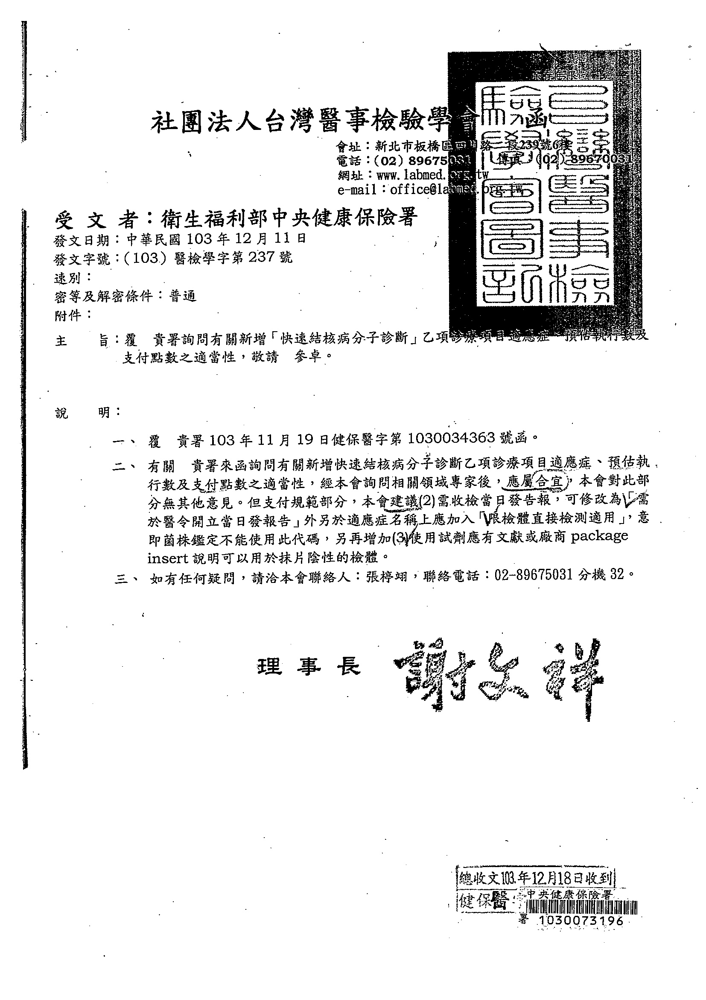 社團法人台灣醫事檢驗學會 函
會址：新北市板橋區四川路 段239號6樓
電話：(02) 89675031 傳真：(02) 89670031
網址：www.labmed.org.tw
e-mail：office@labmed.org.tw
受文者：衛生福利部中央健康保險署
發文日期：中華民國 103 年 12 月 11 日
發文字號：(103) 醫檢學字第 237 號
速別：
密等及解密條件：普通
附件：
主 旨：覆 貴署詢問有關新增「快速結核病分子診斷」乙項診療項目適應症、預估執行數及
支付點數之適當性，敬請 參卓。
說 明：
一、 覆 貴署 103 年 11 月 19 日健保醫字第 1030034363 號函。
二、 有關 貴署來函詢問有關新增快速結核病分子診斷乙項診療項目適應症、預估執
行數及支付點數之適當性，經本會詢問相關領域專家後，應屬合宜，本會對此部
分無其他意見。但支付規範部分，本會建議(2)需收檢當日發告報，可修改為「需
於醫令開立當日發報告」外另於適應症名稱上應加入「限檢體直接檢測適用」，意
即菌株鑑定不能使用此代碼，另再增加(3)使用試劑應有文獻或廠商 package
insert 說明可以用於抹片陰性的檢體。
三、 如有任何疑問，請洽本會聯絡人：張椁翊，聯絡電話：02-89675031 分機 32。
理事長 謝文祥
總收文103.年12.月18日收到
健保醫字
中央健康保險署
署 1030073196